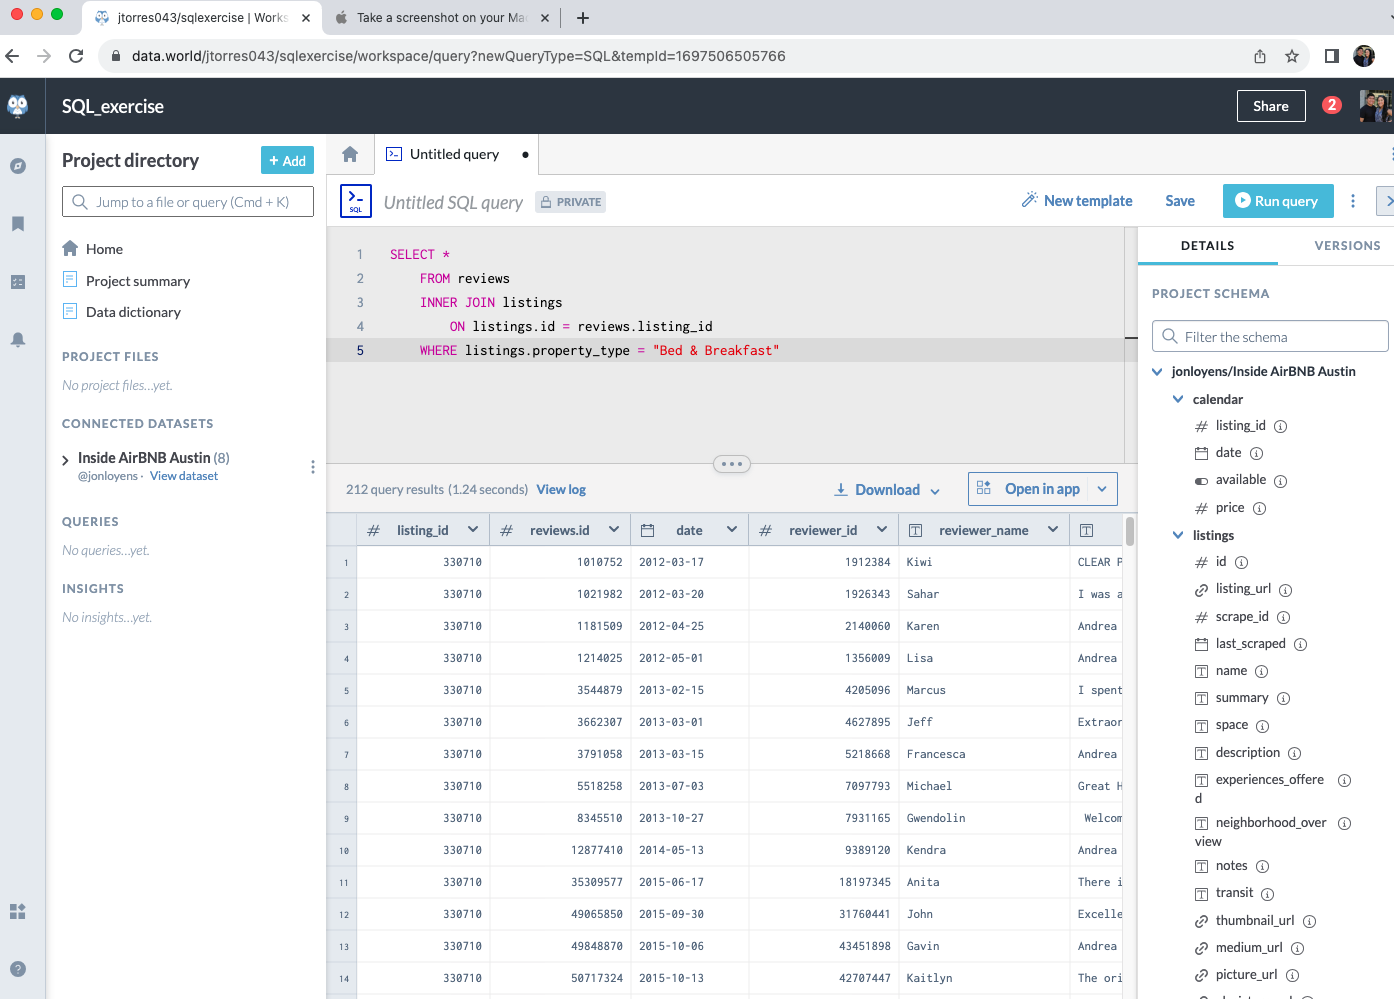 jtorres043/sqlexercise | Works
Take a screenshot on your Ma
data.world/jtorres043/sqlexercise/workspace/query?newQueryType=SQL&tempId=1697506505766
SQL_exercise
Share
2
Project directory
+ Add
Jump to a file or query (Cmd + K)
Home
Project summary
Data dictionary
PROJECT FILES
No project files...yet.
CONNECTED DATASETS
Inside AirBNB Austin (8)
@jonloyens · View dataset
QUERIES
No queries...yet.
INSIGHTS
No insights...yet.
Untitled query
SQL
Untitled SQL query
PRIVATE
New template
Save
Run query
1 SELECT *
2 FROM reviews
3 INNER JOIN listings
4 ON listings.id = reviews.listing_id
5 WHERE listings.property_type = "Bed & Breakfast"
212 query results (1.24 seconds) View log
Download
Open in app
# listing_id # reviews.id date # reviewer_id T reviewer_name T
1 330710 1010752 2012-03-17 1912384 Kiwi CLEAR P
2 330710 1021982 2012-03-20 1926343 Sahar I was a
3 330710 1181509 2012-04-25 2140060 Karen Andrea
4 330710 1214025 2012-05-01 1356009 Lisa Andrea
5 330710 3544879 2013-02-15 4205096 Marcus I spent
6 330710 3662307 2013-03-01 4627895 Jeff Extraor
7 330710 3791058 2013-03-15 5218668 Francesca Andrea
8 330710 5518258 2013-07-03 7097793 Michael Great H
9 330710 8345510 2013-10-27 7931165 Gwendolin Welcom
10 330710 12877410 2014-05-13 9389120 Kendra Andrea
11 330710 35309577 2015-06-17 18197345 Anita There i
12 330710 49065850 2015-09-30 31760441 John Excelle
13 330710 49848870 2015-10-06 43451898 Gavin Andrea
14 330710 50717324 2015-10-13 42707447 Kaitlyn The ori
DETAILS
VERSIONS
PROJECT SCHEMA
Filter the schema
jonloyens/Inside AirBNB Austin
calendar
# listing_id
date
available
# price
listings
# id
listing_url
# scrape_id
last_scraped
T name
T summary
T space
T description
T experiences_offere
d
T neighborhood_over
view
T notes
T transit
thumbnail_url
medium_url
picture_url